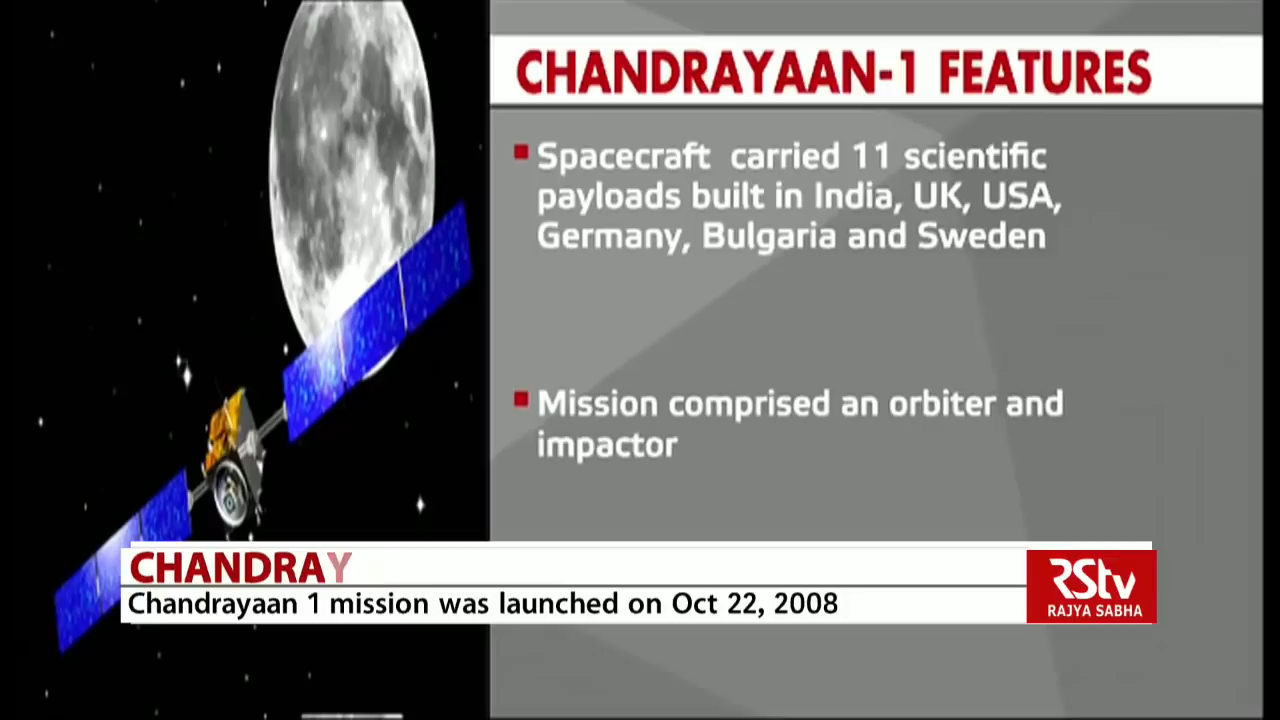 CHANDRAYAAN-1 FEATURES
Spacecraft carried 11 scientific
payloads built in India, UK, USA,
Germany, Bulgaria and Sweden
Mission comprised an orbiter and
impactor
CHANDRAY
Chandrayaan 1 mission was launched on Oct 22, 2008
RStv
RAJYA SABHA